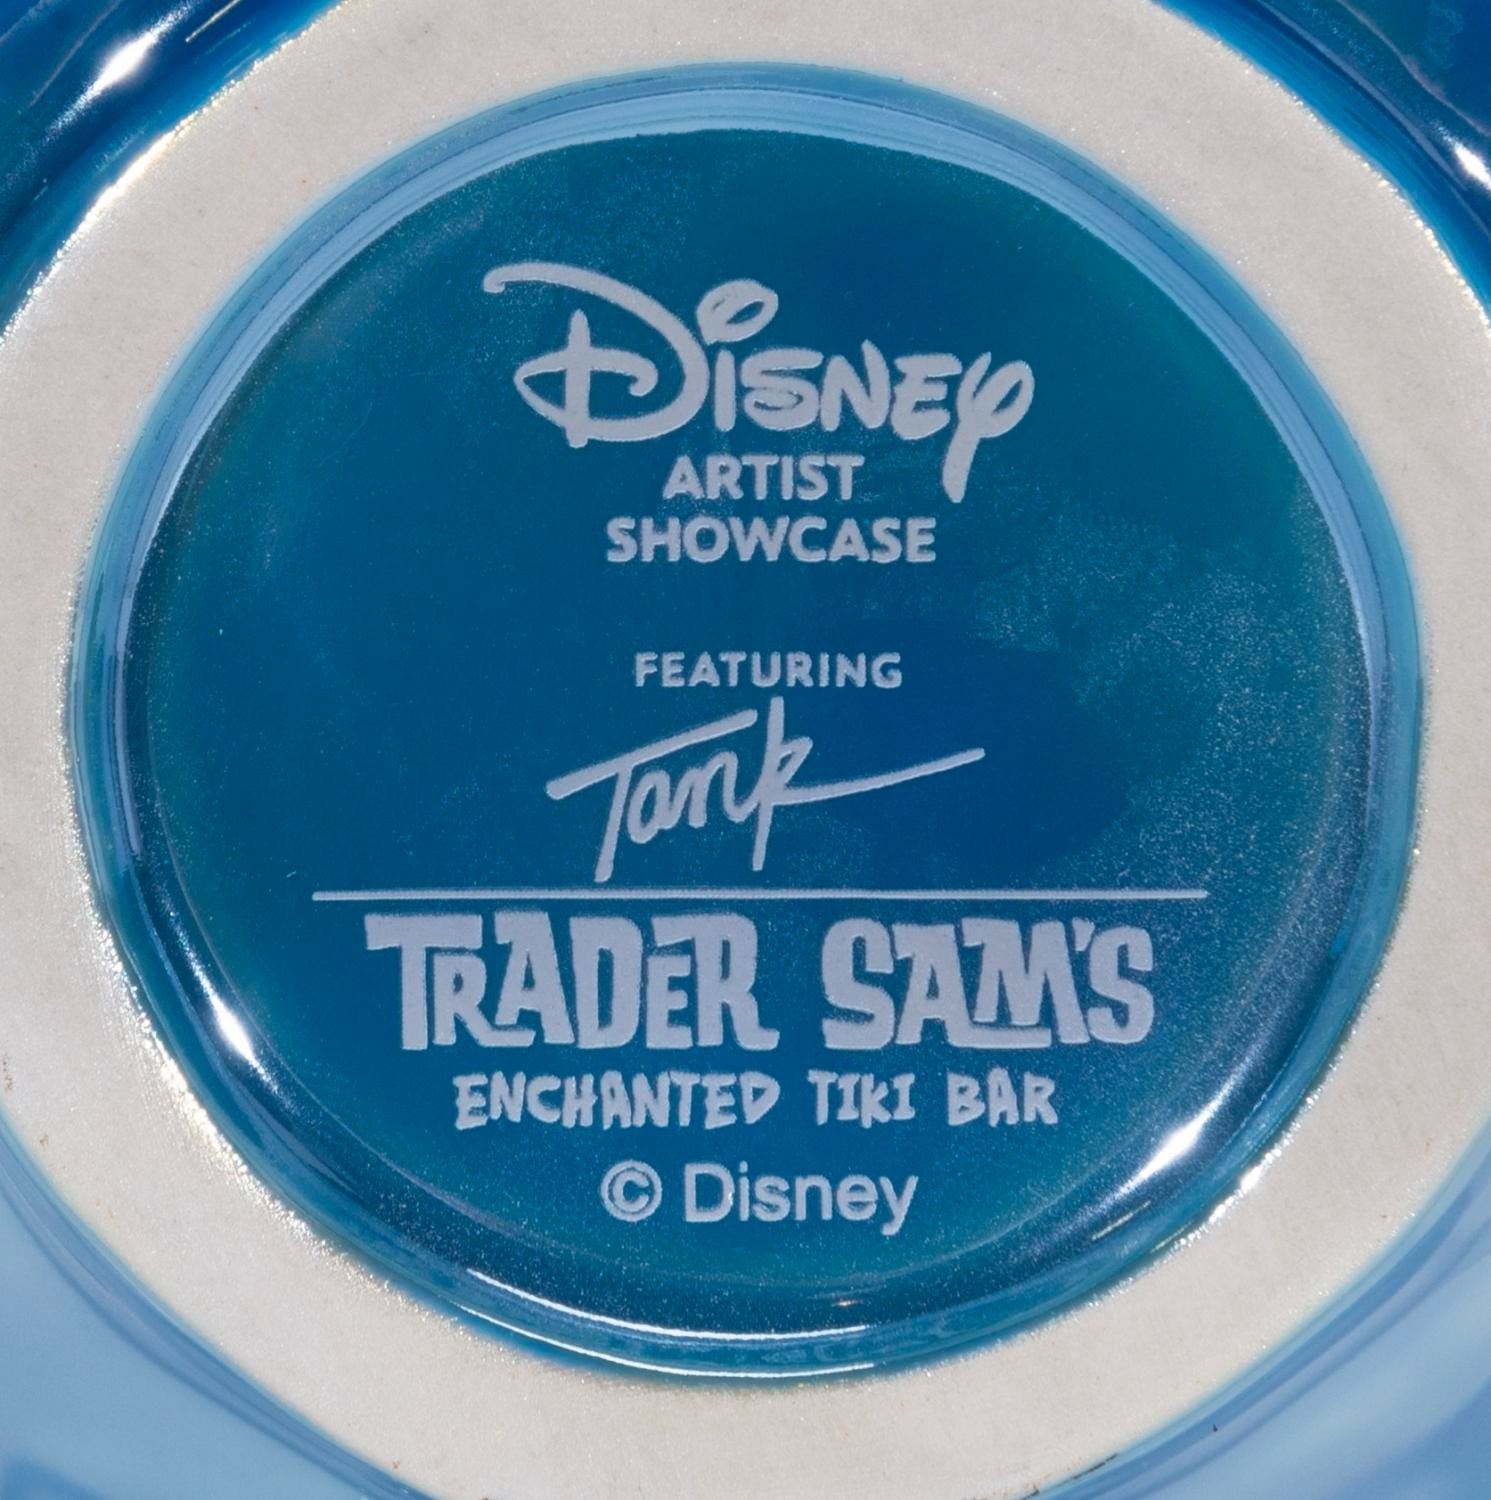 Disney
ARTIST
SHOWCASE
FEATURING
Tank
TRADER SAM'S
ENCHANTED TIKI BAR
© Disney